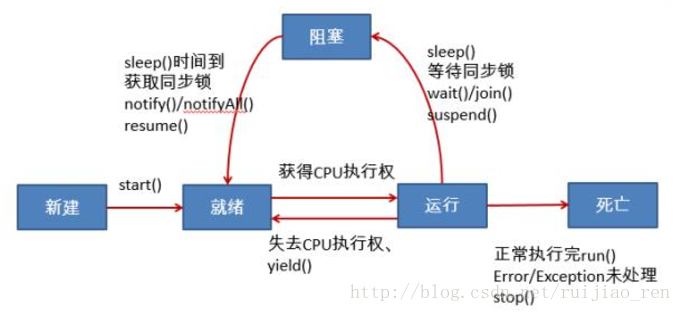 阻塞
sleep()时间到
获取同步锁
notify()/notifyAll()
resume()
sleep()
等待同步锁
wait()/join()
suspend()
新建
start()
就绪
获得CPU执行权
失去CPU执行权、
yield()
运行
死亡
正常执行完run()
Error/Exception未处理
stop()
http://blog.csdn.net/ruijiao_ren